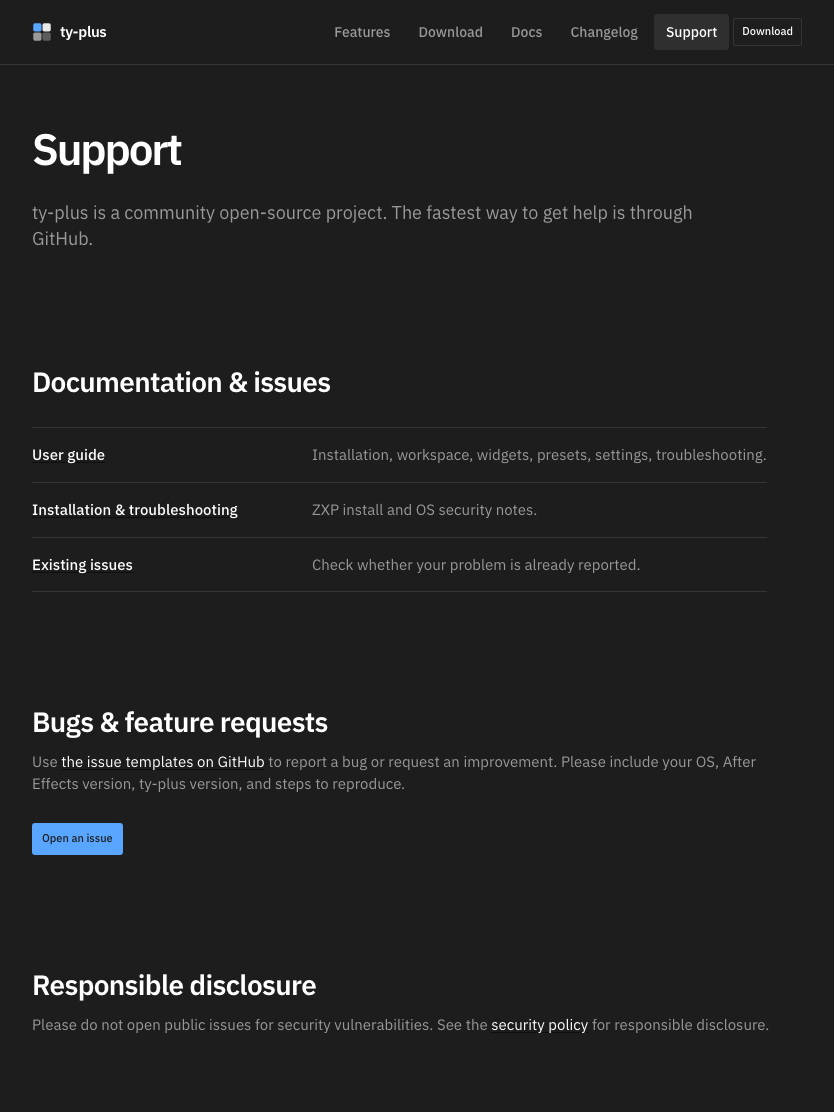 ty-plus
Features Download Docs Changelog Support Download
Support
ty-plus is a community open-source project. The fastest way to get help is through
GitHub.
Documentation & issues
User guide Installation, workspace, widgets, presets, settings, troubleshooting.
Installation & troubleshooting ZXP install and OS security notes.
Existing issues Check whether your problem is already reported.
Bugs & feature requests
Use the issue templates on GitHub to report a bug or request an improvement. Please include your OS, After
Effects version, ty-plus version, and steps to reproduce.
Open an issue
Responsible disclosure
Please do not open public issues for security vulnerabilities. See the security policy for responsible disclosure.